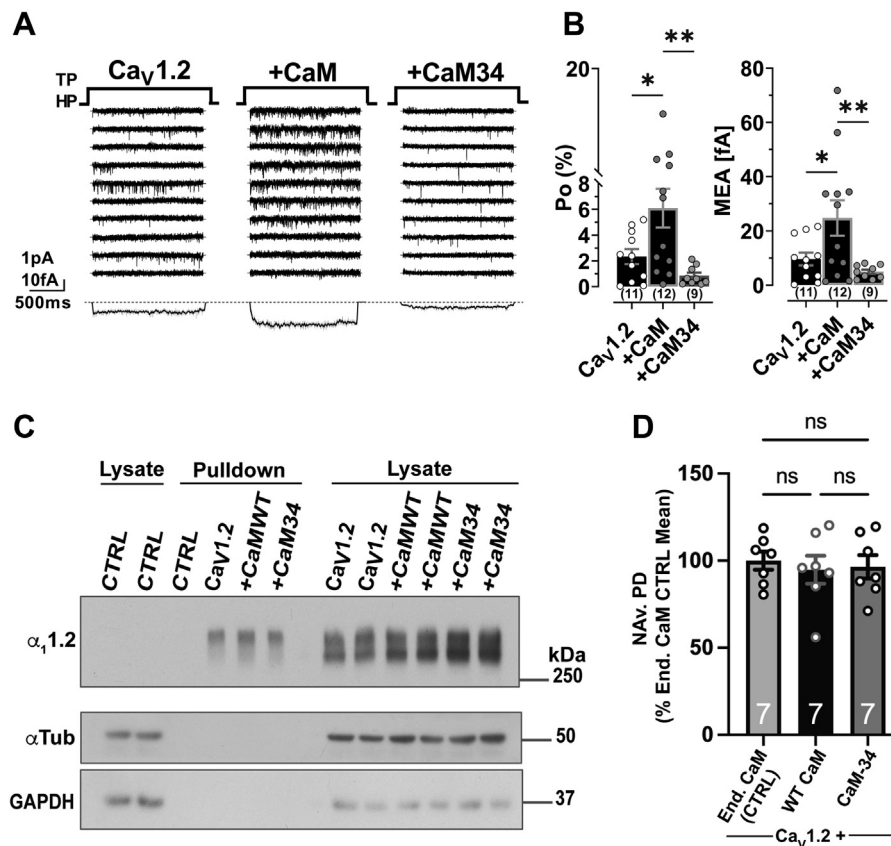 A
TP
HP
Cav1.2
+CaM
+CaM34
1pA
10fA
500ms
B
Po (%)
20
8
6
4
2
0
*
**
(11)
(12)
(9)
Cav1.2
+CaM
+CaM34
MEA [fA]
80
60
40
20
0
*
**
(11)
(12)
(9)
Cav1.2
+CaM
+CaM34
C
Lysate
Pulldown
Lysate
CTRL
CTRL
CTRL
Cav1.2
+CaMWT
+CaM34
Cav1.2
Cav1.2
+CaMWT
+CaMWT
+CaM34
+CaM34
α11.2
kDa
250
αTub
50
GAPDH
37
D
NAv. PD
(% End. CaM CTRL Mean)
150
100
50
0
ns
ns
ns
7
7
7
End. CaM
(CTRL)
WT CaM
CaM-34
Cav1.2 +